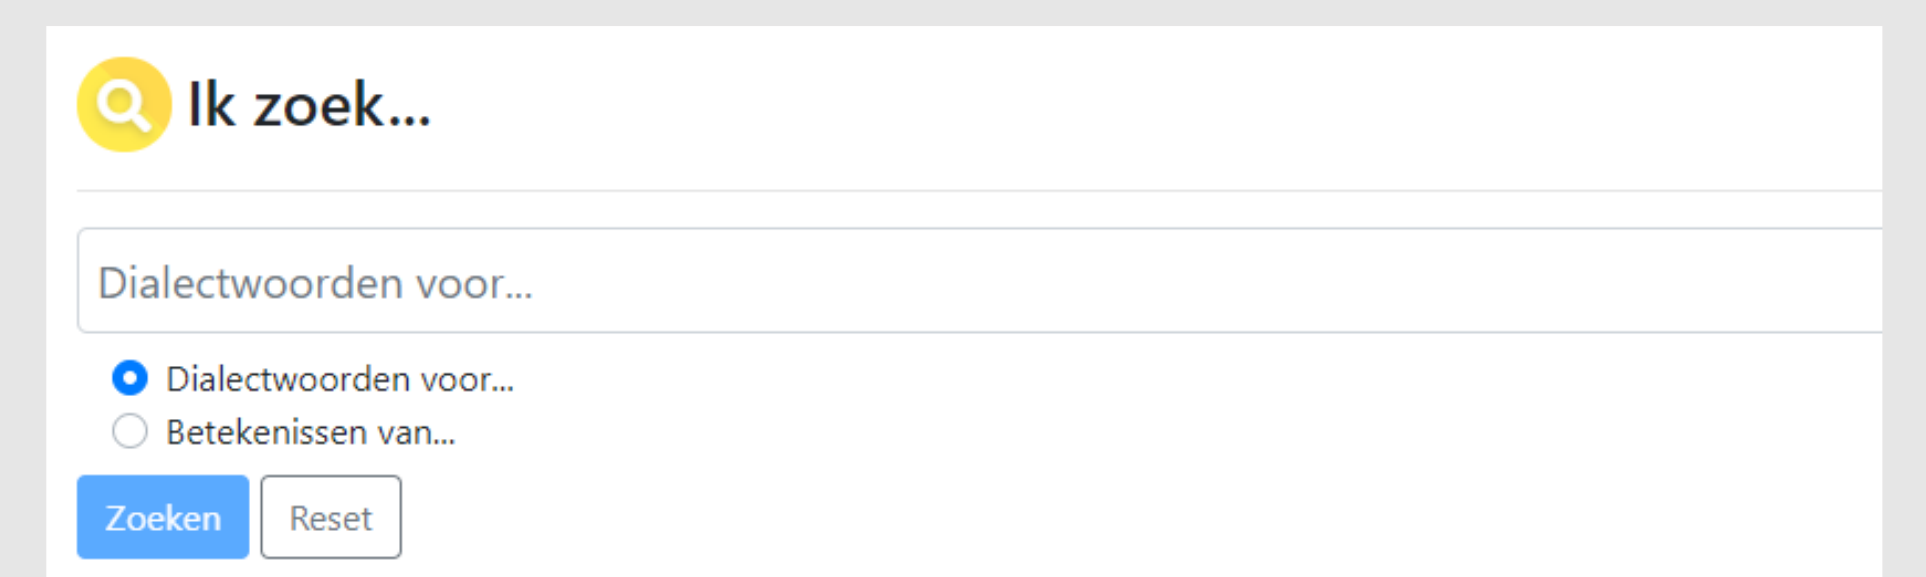 Ik zoek...
Dialectwoorden voor...
Dialectwoorden voor...
Betekenissen van...
Zoeken Reset